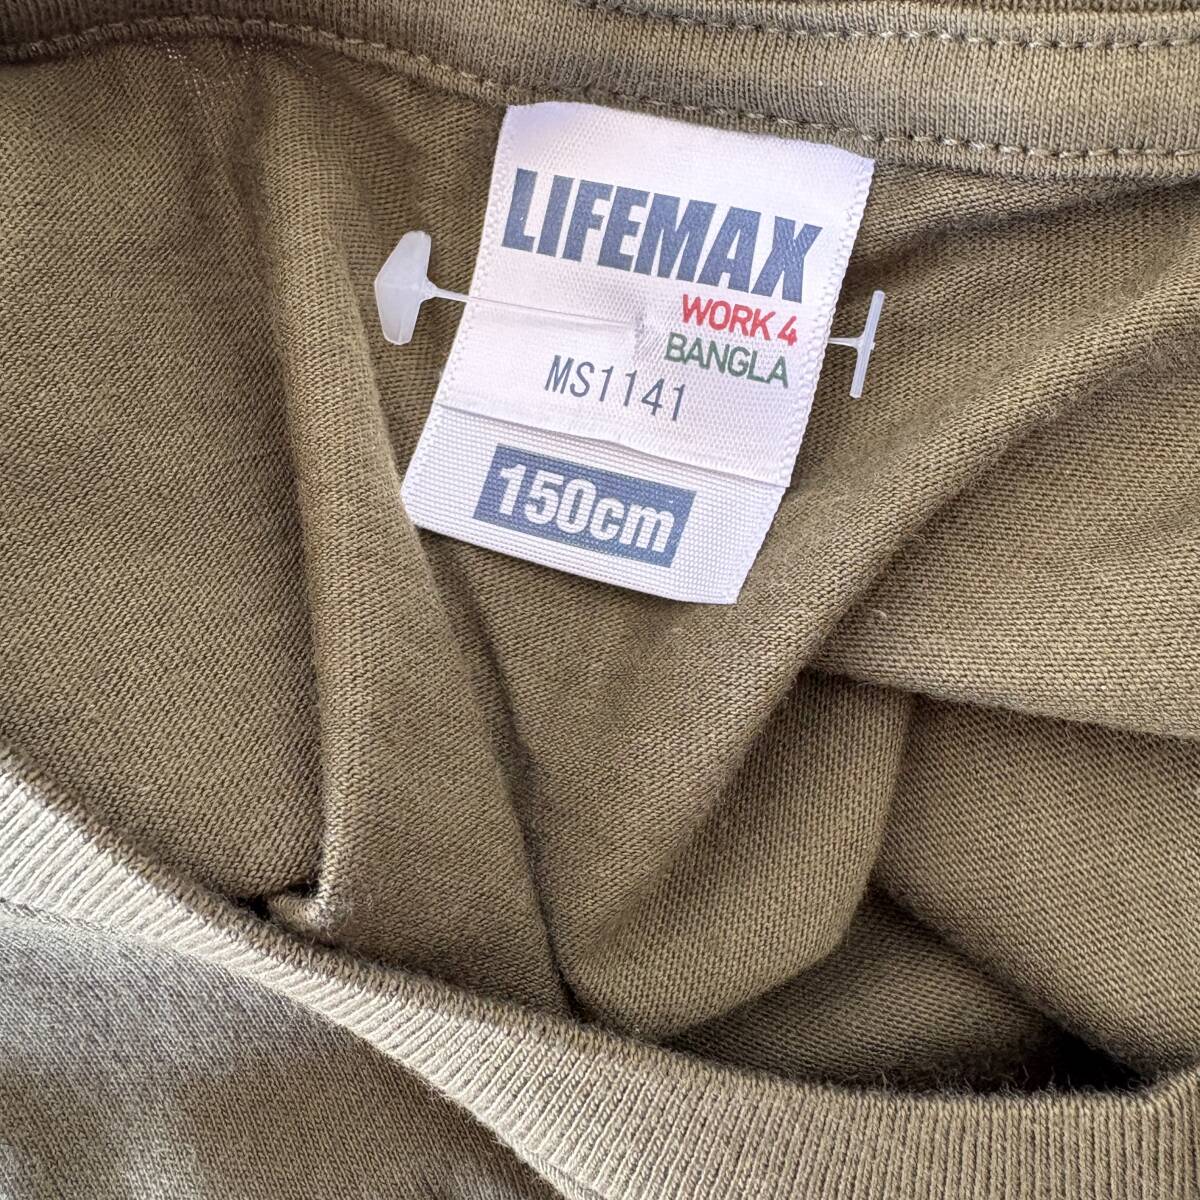 LIFEMAX
WORK 4
BANGLA
MS1141
150cm